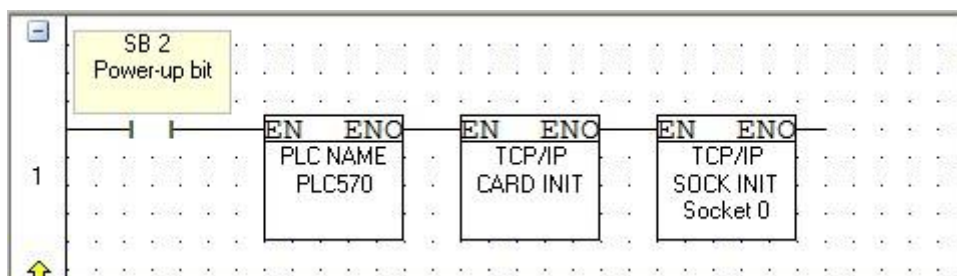 SB 2
Power-up bit
EN ENO
PLC NAME
PLC570
EN ENO
TCP/IP
CARD INIT
EN ENO
TCP/IP
SOCK INIT
Socket 0
1